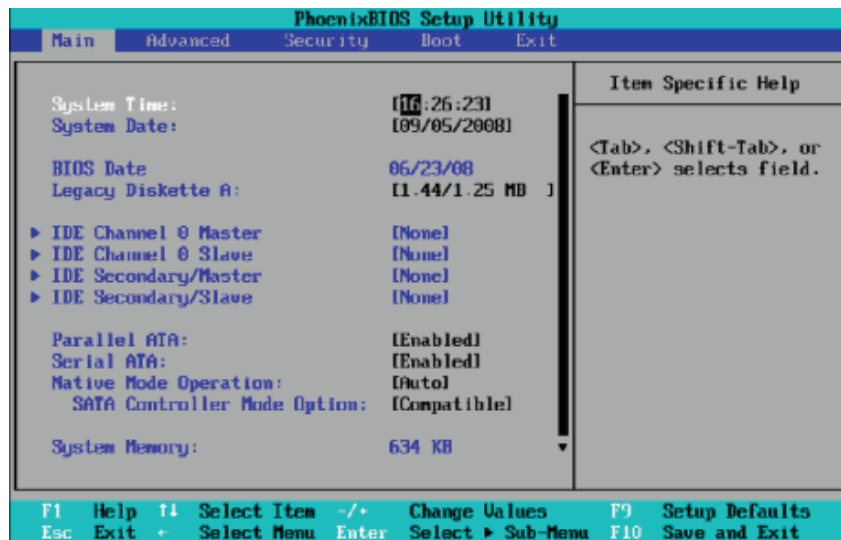 PhoenixBIOS Setup Utility
Main Advanced Security Boot Exit
Item Specific Help
System Time: [16:26:23]
System Date: [09/05/2008]
<Tab>, <Shift-Tab>, or
<Enter> selects field.
BIOS Date 06/23/08
Legacy Diskette A: [1.44/1.25 MB ]
▶ IDE Channel 0 Master [None]
▶ IDE Channel 0 Slave [None]
▶ IDE Secondary/Master [None]
▶ IDE Secondary/Slave [None]
Parallel ATA: [Enabled]
Serial ATA: [Enabled]
Native Mode Operation: [Auto]
SATA Controller Mode Option: [Compatible]
System Memory: 634 KB
F1 Help ↑↓ Select Item -/+ Change Values F9 Setup Defaults
Esc Exit ← Select Menu Enter Select ▶ Sub-Menu F10 Save and Exit